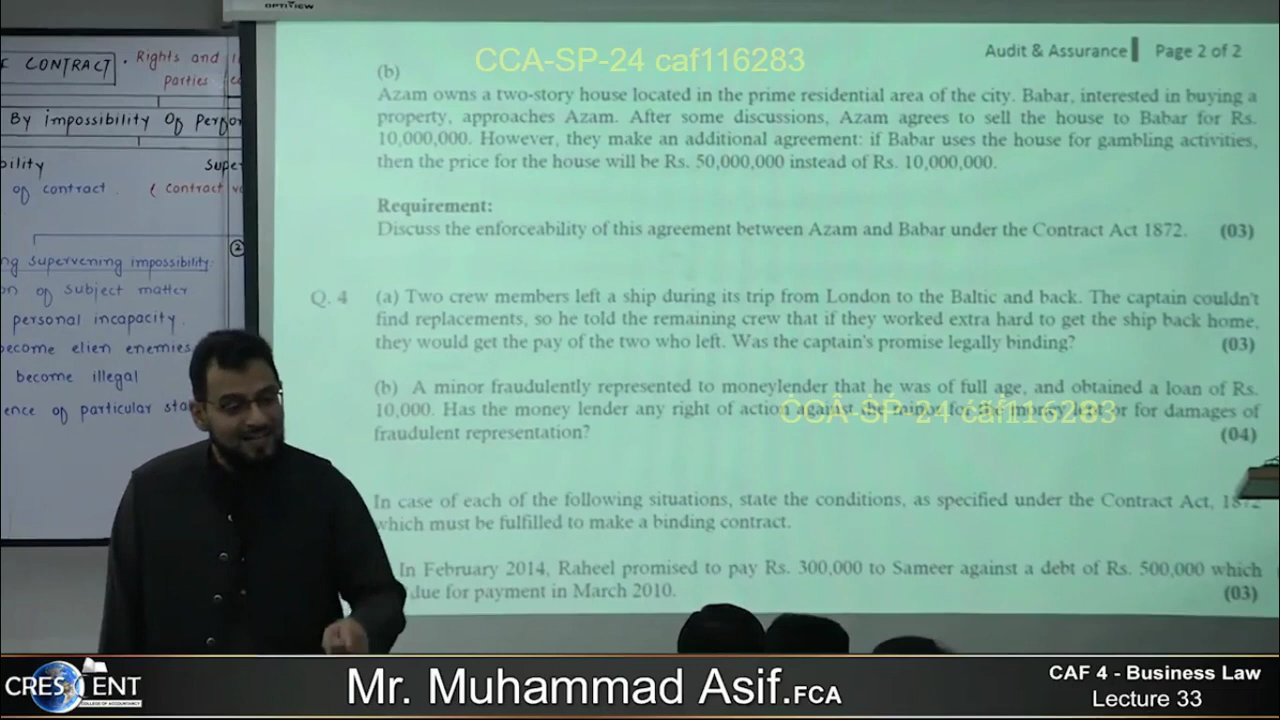 OPTIVIEW
CONTRACT
Rights and
parties
By impossibility Of
of contract.
Contract
supervening impossibility
of subject matter
personal incapacity.
become elien enemies
become illegal
of particular
CCA-SP-24 caf116283
Audit & Assurance Page 2 of 2
(b)
Azam owns a two-story house located in the prime residential area of the city. Babar, interested in buying a
property, approaches Azam. After some discussions, Azam agrees to sell the house to Babar for Rs.
10,000,000. However, they make an additional agreement: if Babar uses the house for gambling activities,
then the price for the house will be Rs. 50,000,000 instead of Rs. 10,000,000.
Requirement:
Discuss the enforceability of this agreement between Azam and Babar under the Contract Act 1872. (03)
Q. 4 (a) Two crew members left a ship during its trip from London to the Baltic and back. The captain couldn't
find replacements, so he told the remaining crew that if they worked extra hard to get the ship back home,
they would get the pay of the two who left. Was the captain's promise legally binding? (03)
(b) A minor fraudulently represented to moneylender that he was of full age, and obtained a loan of Rs.
10,000. Has the money lender any right of action or for damages of
CCA-SP-24 caf116283
fraudulent representation? (04)
In case of each of the following situations, state the conditions, as specified under the Contract Act,
which must be fulfilled to make a binding contract.
In February 2014, Raheel promised to pay Rs. 300,000 to Sameer against a debt of Rs. 500,000 which
due for payment in March 2010. (03)
CRESCENT
COLLEGE OF ACCOUNTANCY
Mr. Muhammad Asif.FCA
CAF 4 - Business Law
Lecture 33